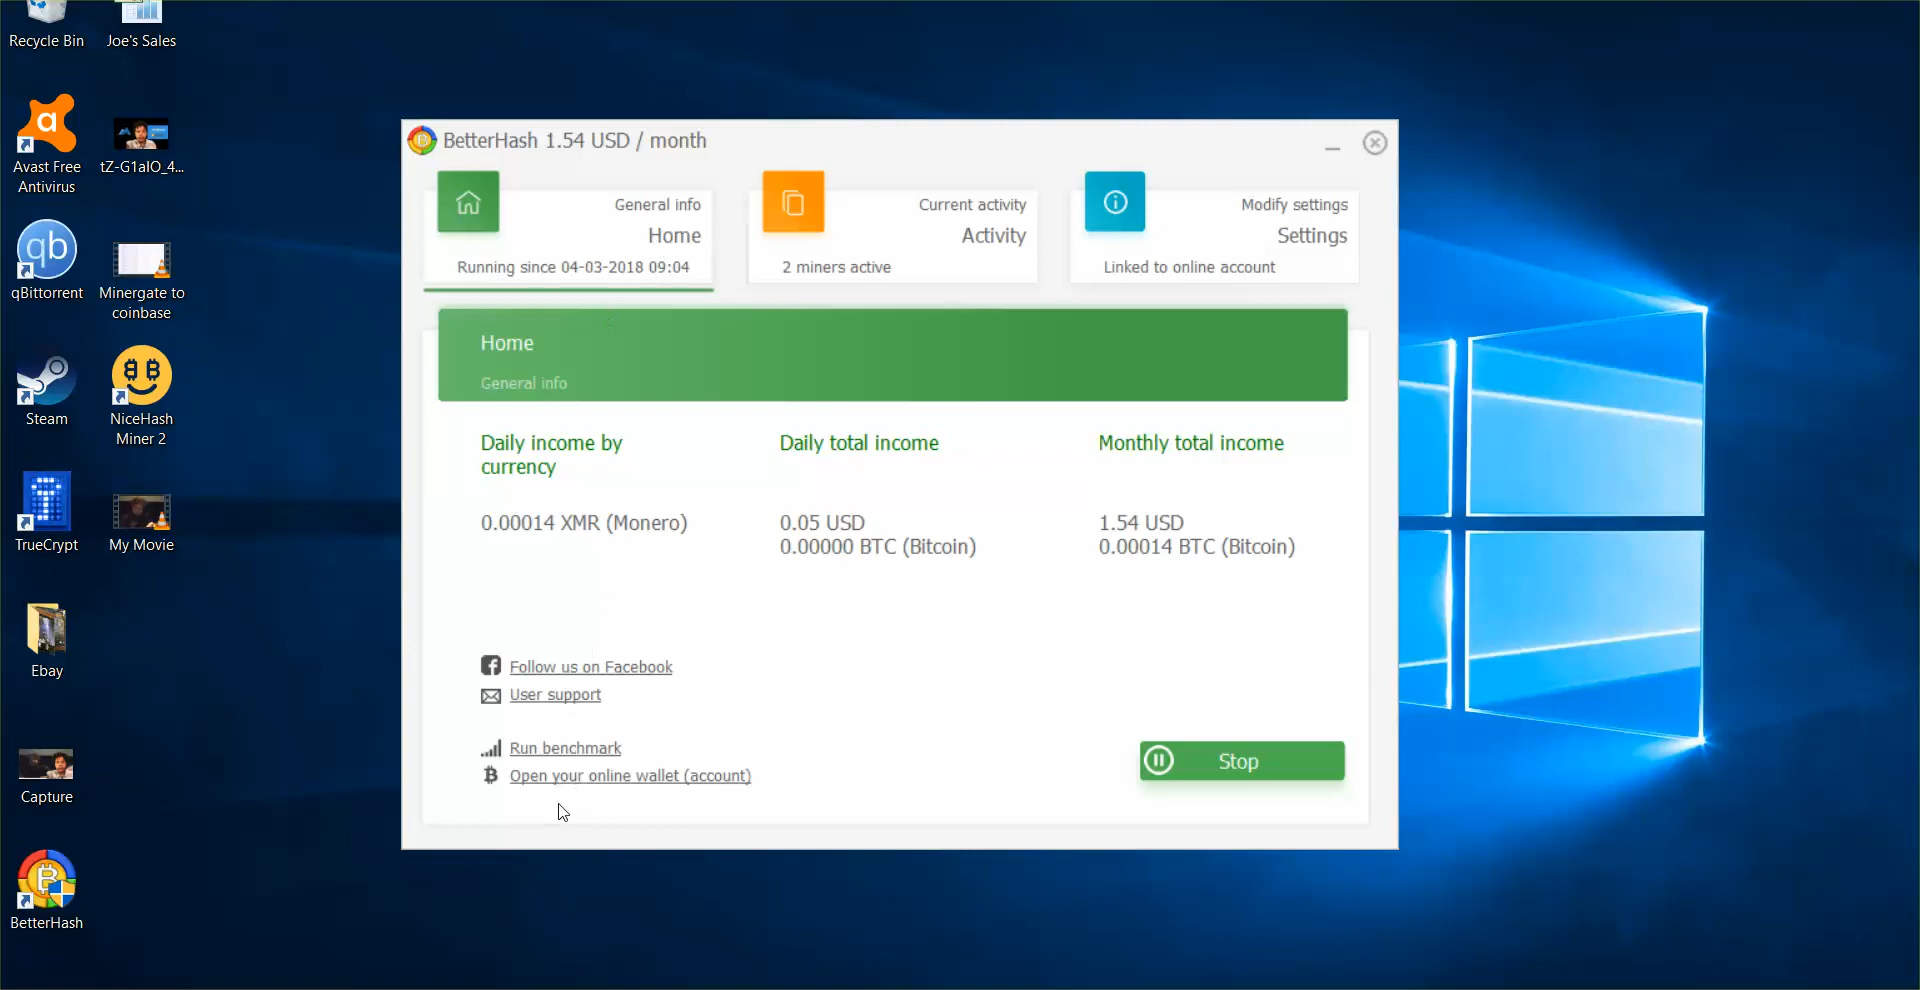 Recycle Bin
Joe's Sales
Avast Free
Antivirus
tZ-G1aIO_4...
qBittorrent
Minergate to
coinbase
Steam
NiceHash
Miner 2
TrueCrypt
My Movie
Ebay
Capture
BetterHash
BetterHash 1.54 USD / month
General info
Home
Running since 04-03-2018 09:04
Current activity
Activity
2 miners active
Modify settings
Settings
Linked to online account
Home
General info
Daily income by
currency
0.00014 XMR (Monero)
Daily total income
0.05 USD
0.00000 BTC (Bitcoin)
Monthly total income
1.54 USD
0.00014 BTC (Bitcoin)
Follow us on Facebook
User support
Run benchmark
Open your online wallet (account)
Stop